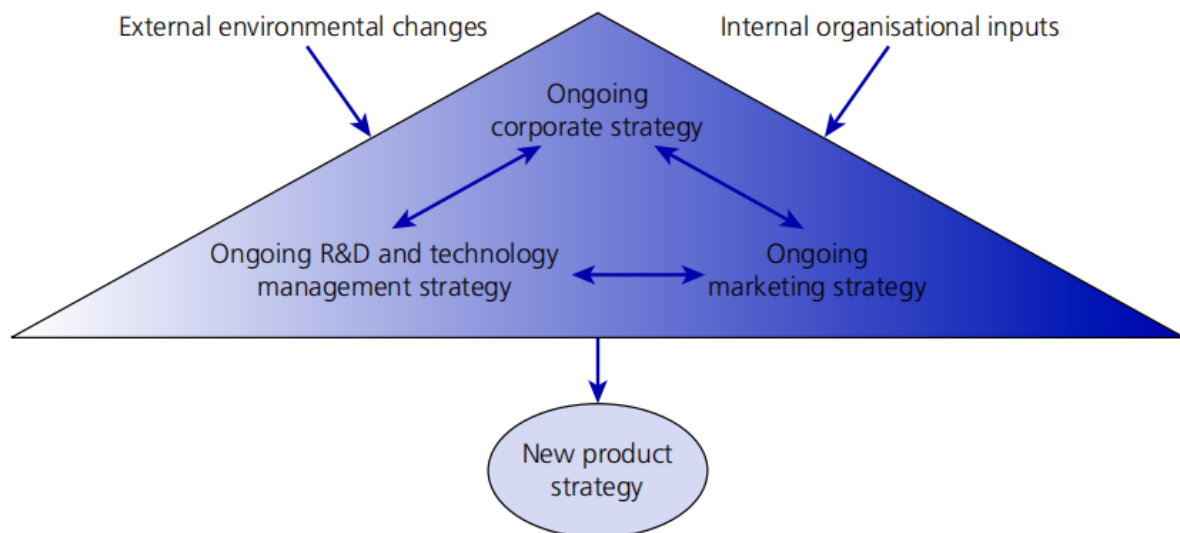 External environmental changes
Internal organisational inputs
Ongoing
corporate strategy
Ongoing R&D and technology
management strategy
Ongoing
marketing strategy
New product
strategy